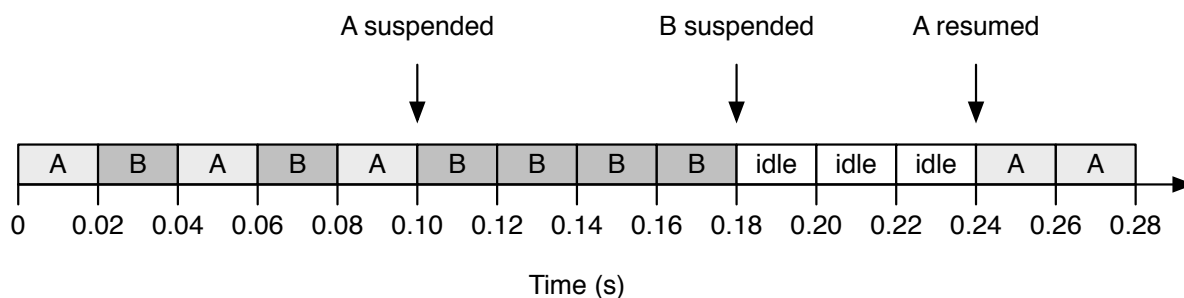 A suspended B suspended A resumed
A B A B A B B B B idle idle idle A A
0 0.02 0.04 0.06 0.08 0.10 0.12 0.14 0.16 0.18 0.20 0.22 0.24 0.26 0.28
Time (s)